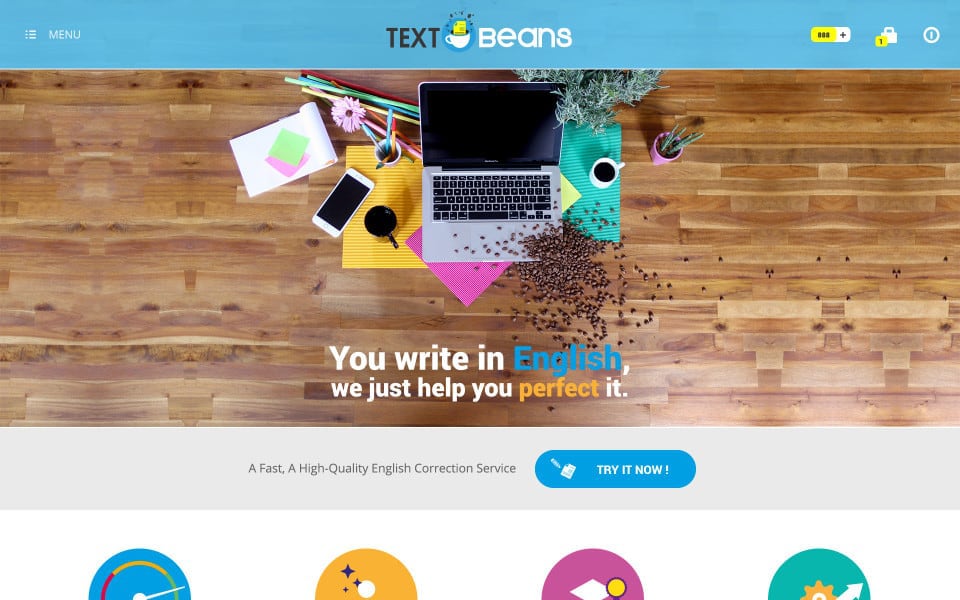 MENU
TEXT Beans
888 +
1
You write in English,
we just help you perfect it.
A Fast, A High-Quality English Correction Service
TRY IT NOW !